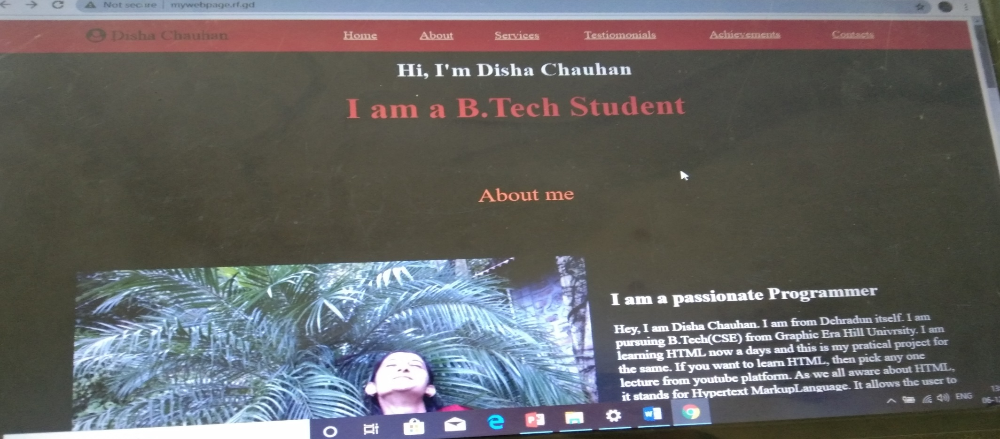 Not secure | mywebpage.rf.gd
Disha Chauhan
Home About Services Testiomonials Achievements Contacts
Hi, I'm Disha Chauhan
I am a B.Tech Student
About me
I am a passionate Programmer
Hey, I am Disha Chauhan. I am from Dehradun itself. I am
pursuing B.Tech(CSE) from Graphic Era Hill Univrsity. I am
learning HTML now a days and this is my pratical project for
the same. If you want to learn HTML, then pick any one
lecture from youtube platform. As we all aware about HTML,
it stands for Hypertext MarkupLanguage. It allows the user to
ENG